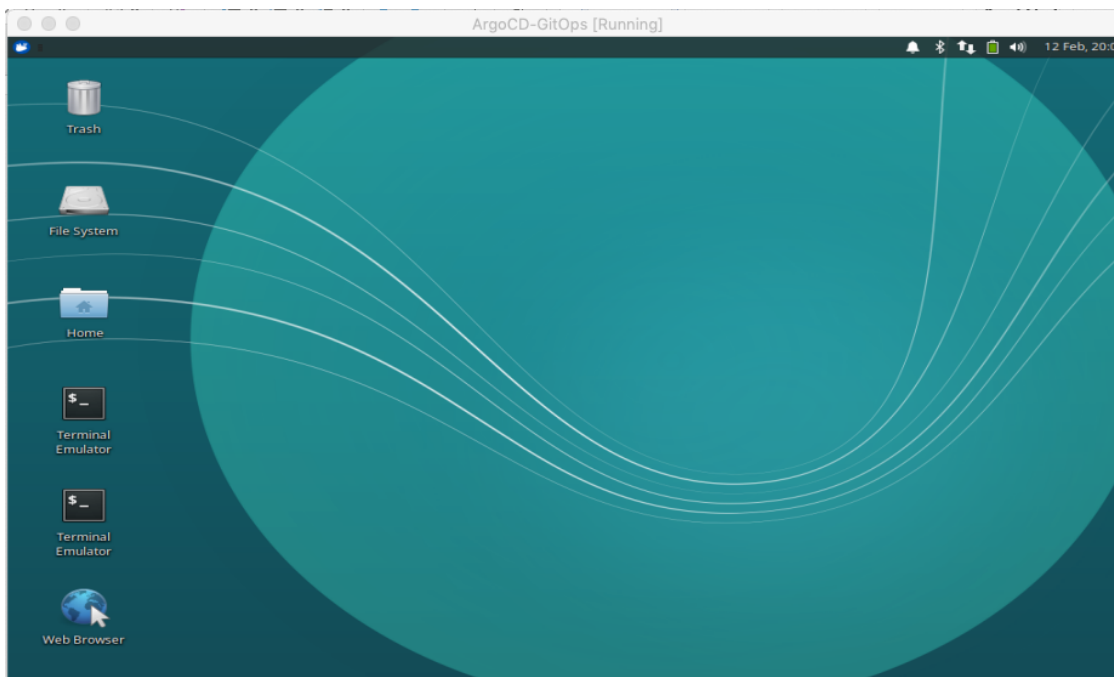 ArgoCD-GitOps [Running]
12 Feb, 20:0
Trash
File System
Home
$_
Terminal
Emulator
$_
Terminal
Emulator
Web Browser